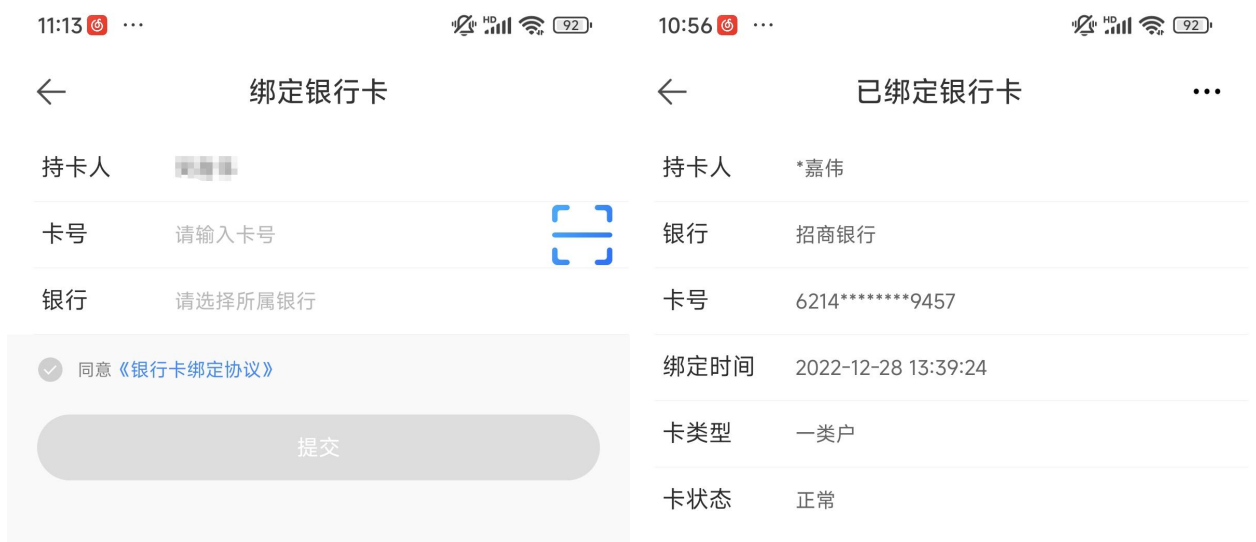 11:13 ... HD 92
绑定银行卡
持卡人
卡号 请输入卡号
银行 请选择所属银行
同意《银行卡绑定协议》
提交
10:56 ... HD 92
已绑定银行卡 ...
持卡人 *嘉伟
银行 招商银行
卡号 6214********9457
绑定时间 2022-12-28 13:39:24
卡类型 一类户
卡状态 正常